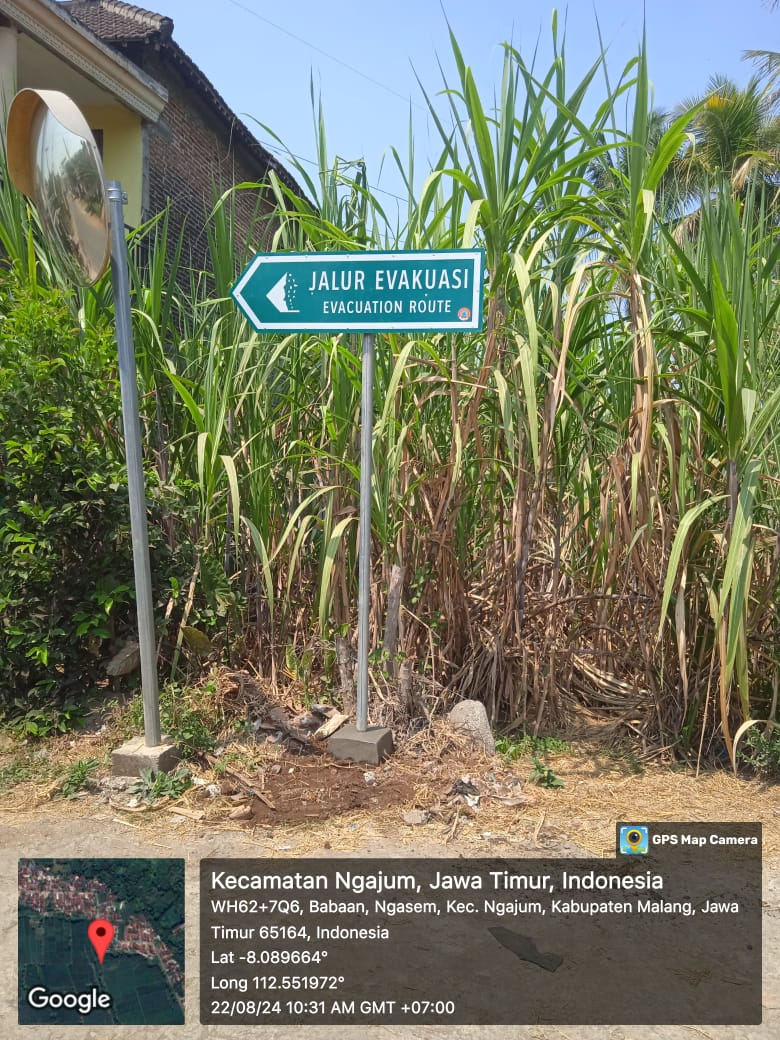 JALUR EVAKUASI
EVACUATION ROUTE
GPS Map Camera
Kecamatan Ngajum, Jawa Timur, Indonesia
WH62+7Q6, Babaan, Ngasem, Kec. Ngajum, Kabupaten Malang, Jawa
Timur 65164, Indonesia
Lat -8.089664°
Long 112.551972°
22/08/24 10:31 AM GMT +07:00
Google